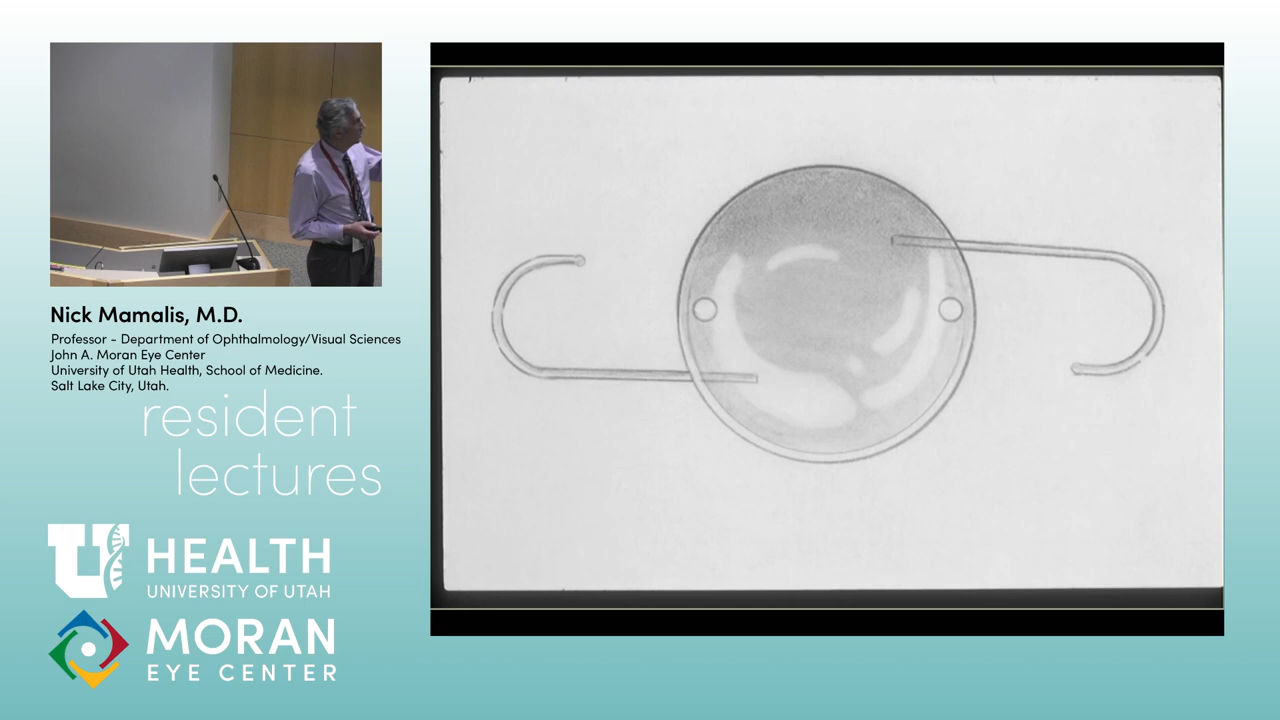 Nick Mamalis, M.D.
Professor - Department of Ophthalmology/Visual Sciences
John A. Moran Eye Center
University of Utah Health, School of Medicine.
Salt Lake City, Utah.
resident
lectures
U HEALTH
UNIVERSITY OF UTAH
MORAN
EYE CENTER